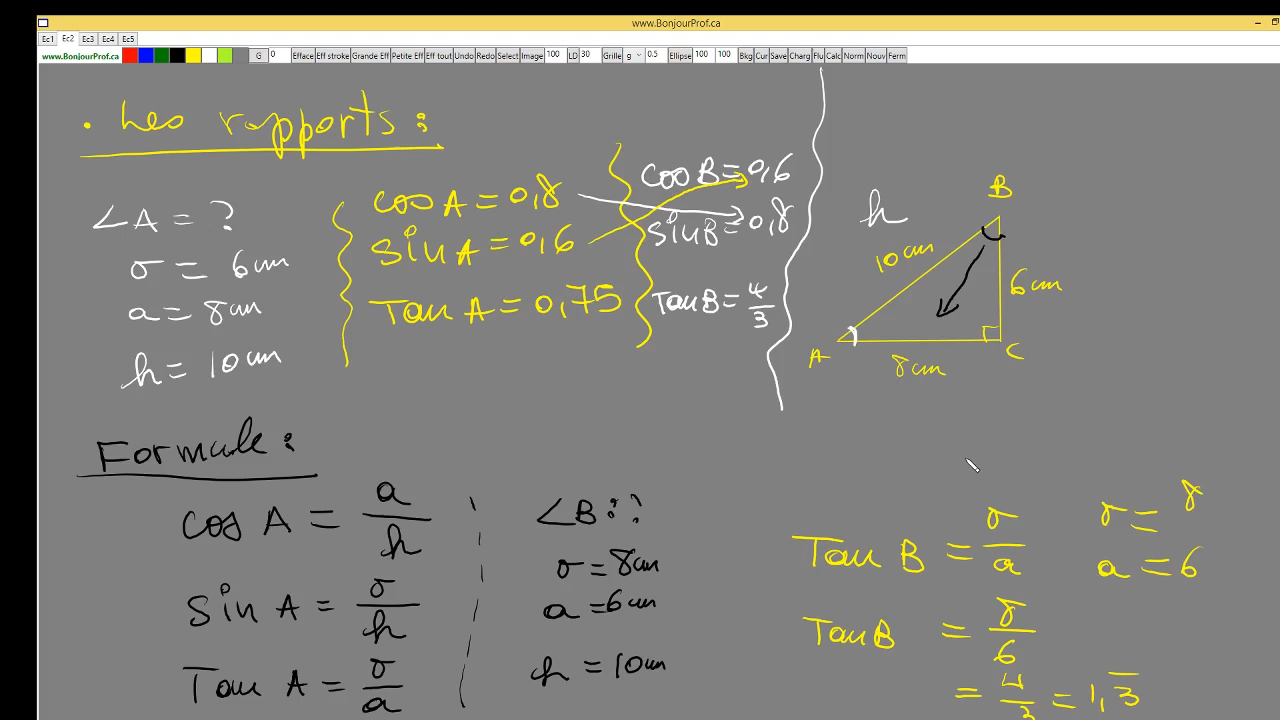 www.BonjourProf.ca
Ec1 Ec2 Ec3 Ec4 Ec5
www.BonjourProf.ca G 0 Efface Eff stroke Grande Eff Petite Eff Eff tout Undo Redo Select Image 100 LD 30 Grille g 0.5 Ellipse 100 100 Bkg Cur Save Charg Flu Calc Norm Nouv Ferm
• Les rapports :
∠A = ?
σ = 6cm
a = 8cm
h = 10cm
cos A = 0,8
sin A = 0,6
Tan A = 0,75
cos B = 0,6
sin B = 0,8
Tan B = 4/3
h
B
10cm
6cm
A
8cm
C
Formule :
cos A = a/h
sin A = σ/h
Tan A = σ/a
∠B ??
σ = 8cm
a = 6cm
h = 10cm
Tan B = σ/a
σ = 8
a = 6
Tan B = 8/6
= 4/3 = 1,3̅